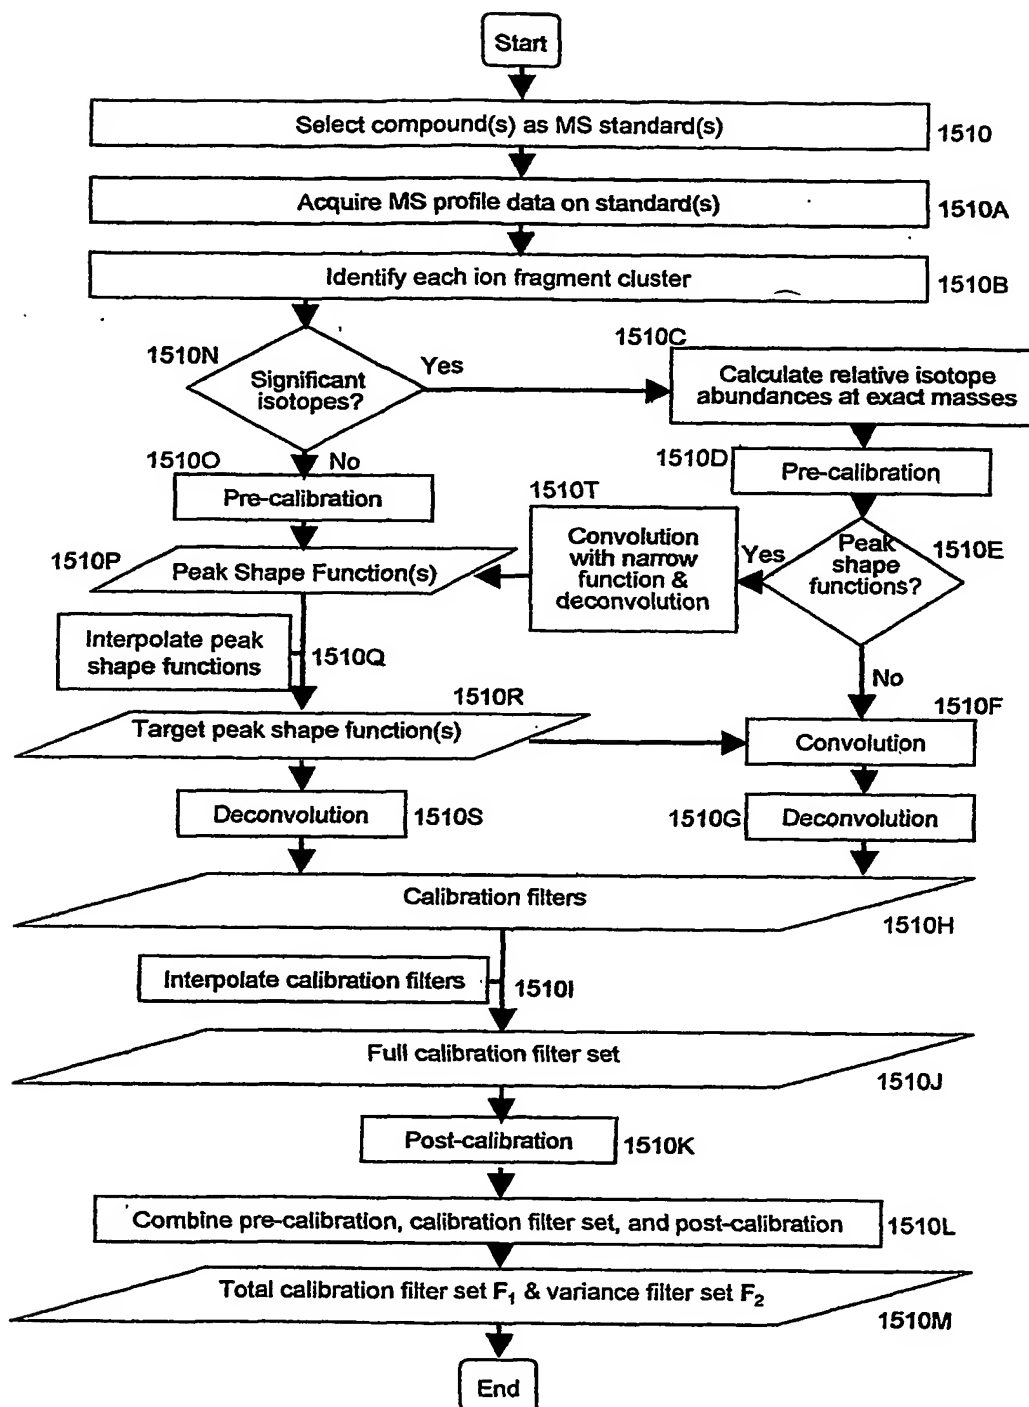 Start
Select compound(s) as MS standard(s)
1510
Acquire MS profile data on standard(s)
1510A
Identify each ion fragment cluster
1510B
1510N
Significant
isotopes?
Yes
1510C
Calculate relative isotope
abundances at exact masses
No
1510O
Pre-calibration
1510D
Pre-calibration
1510T
Convolution
with narrow
function &
deconvolution
Yes
Peak
shape
functions?
1510E
1510P
Peak Shape Function(s)
Interpolate peak
shape functions
1510Q
No
1510R
Target peak shape function(s)
1510F
Convolution
Deconvolution
1510S
1510G
Deconvolution
Calibration filters
1510H
Interpolate calibration filters
1510I
Full calibration filter set
1510J
Post-calibration
1510K
Combine pre-calibration, calibration filter set, and post-calibration
1510L
Total calibration filter set F₁ & variance filter set F₂
1510M
End